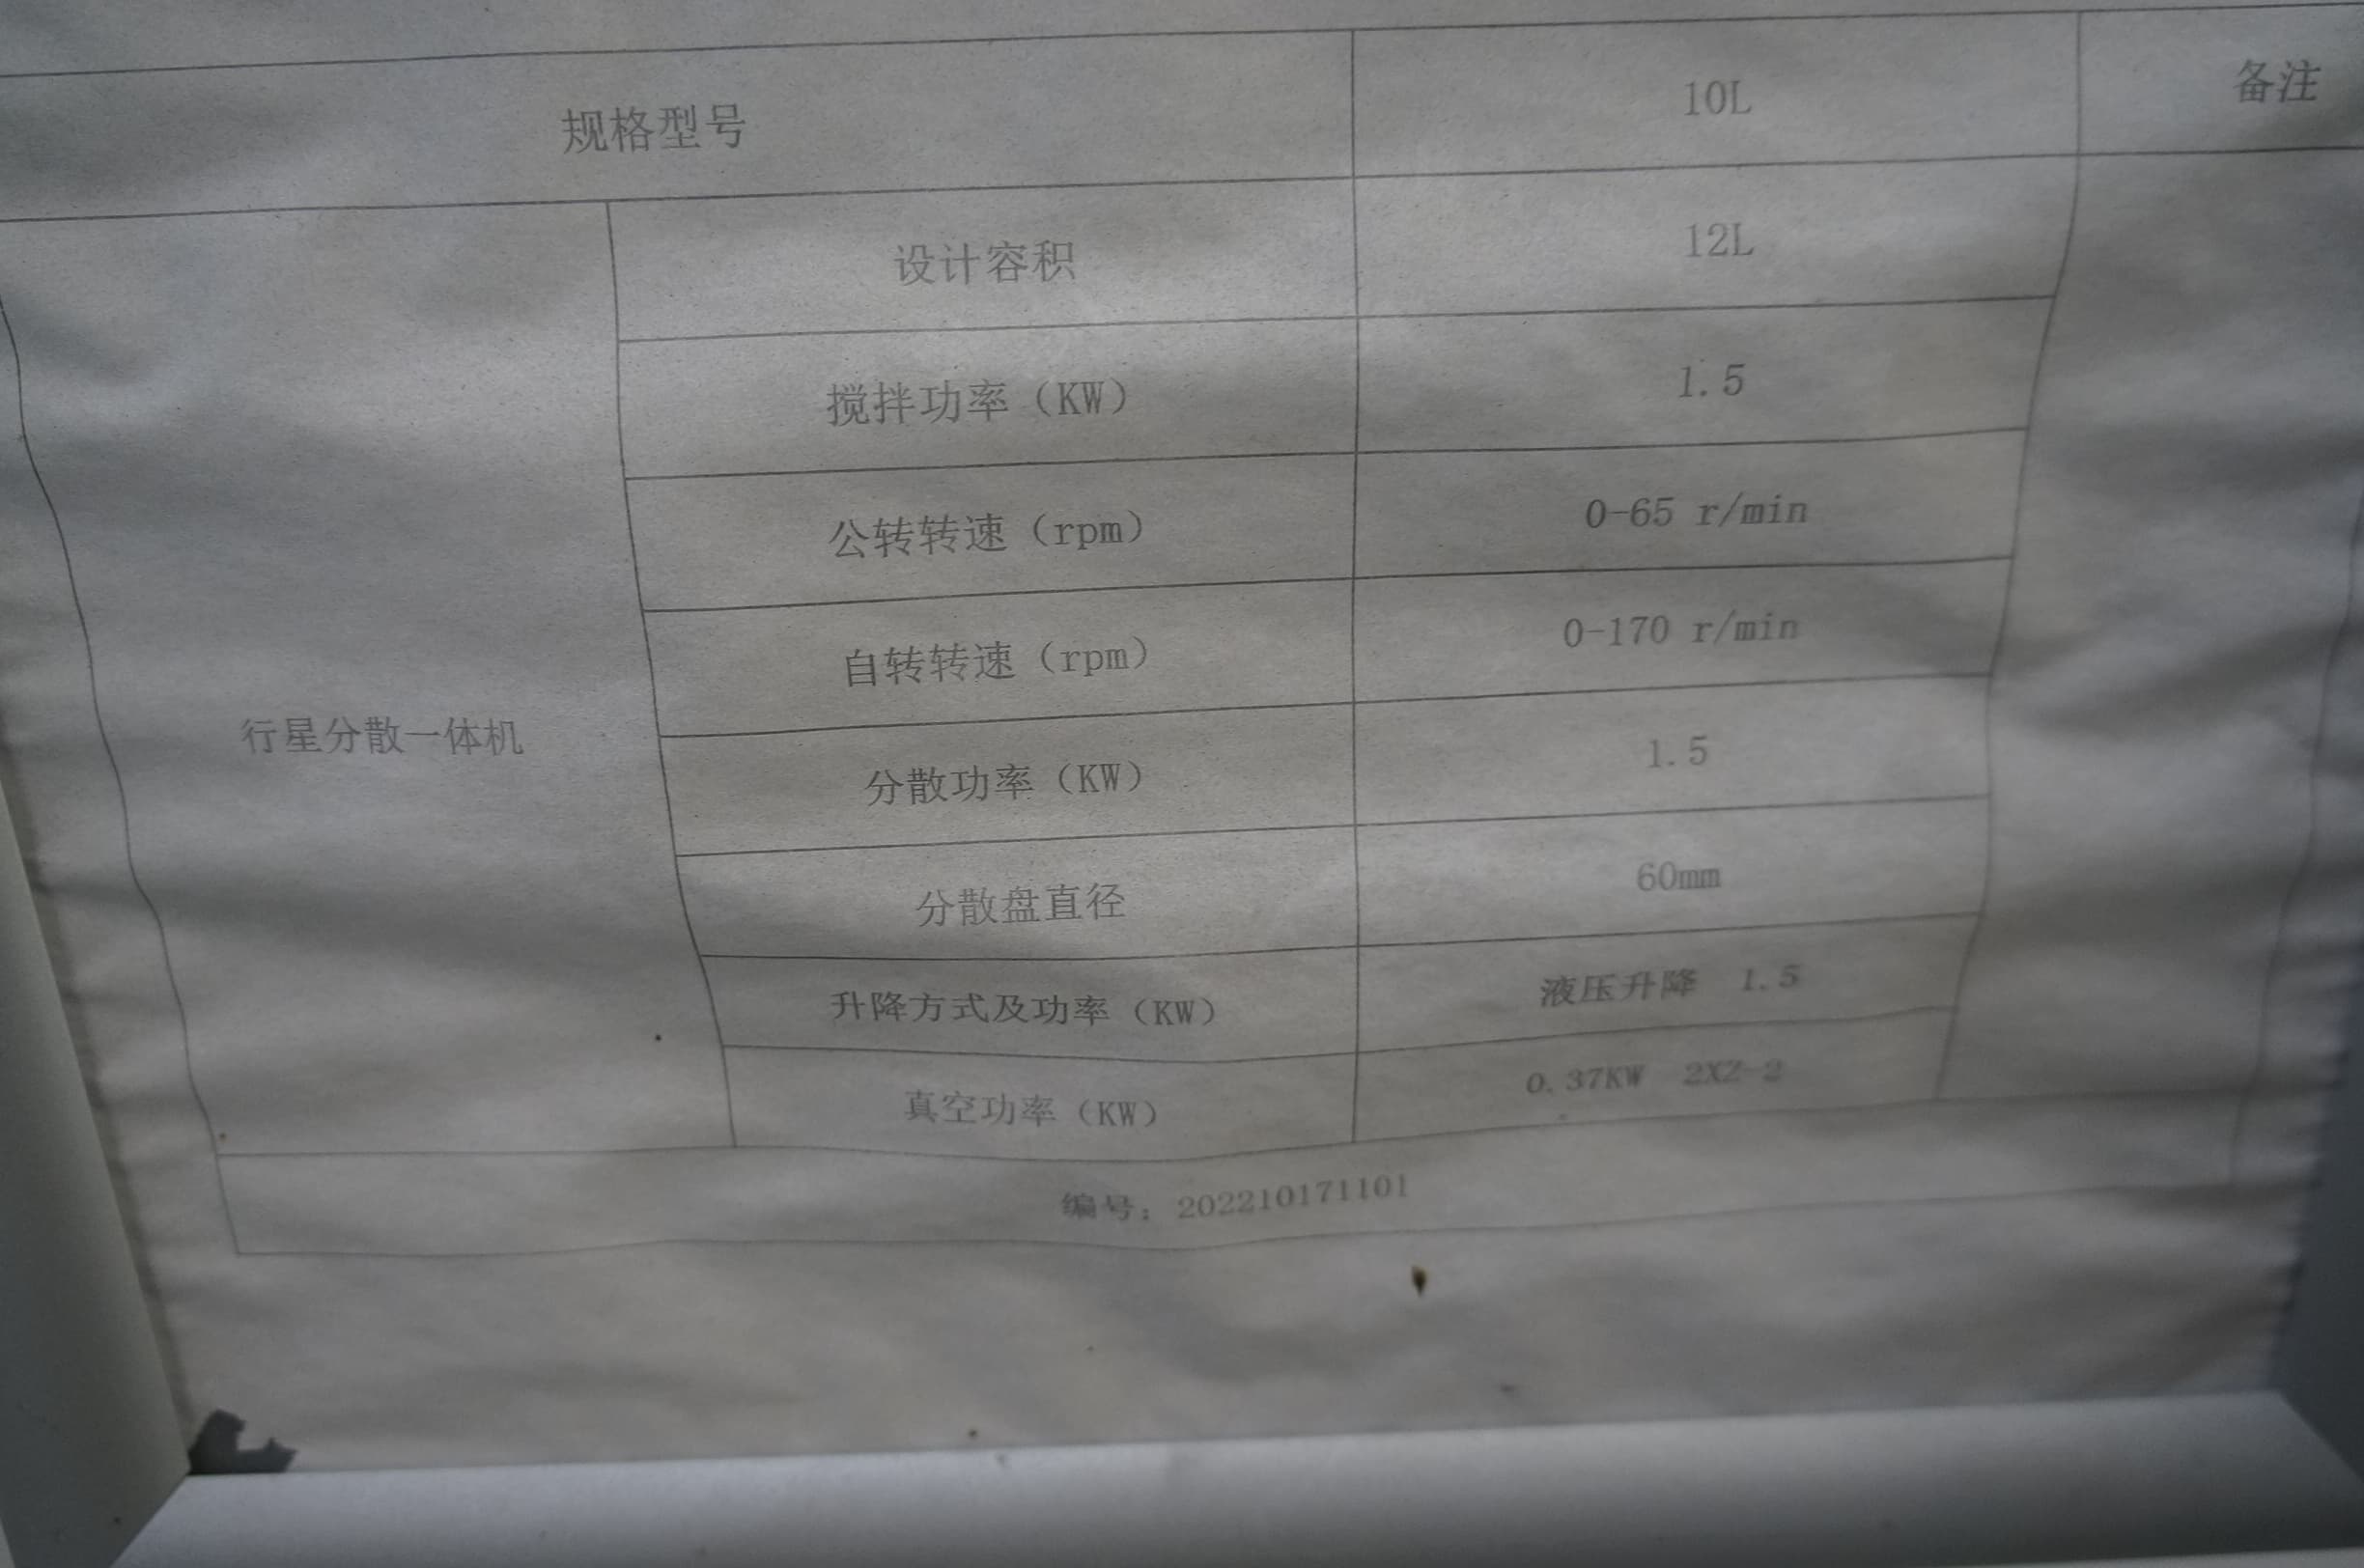 规格型号 10L 备注
设计容积 12L
搅拌功率（KW） 1.5
公转转速（rpm） 0-65 r/min
自转转速（rpm） 0-170 r/min
行星分散一体机
分散功率（KW） 1.5
分散盘直径 60mm
升降方式及功率（KW） 液压升降 1.5
真空功率（KW） 0.37KW 2XZ-2
编号：202210171101